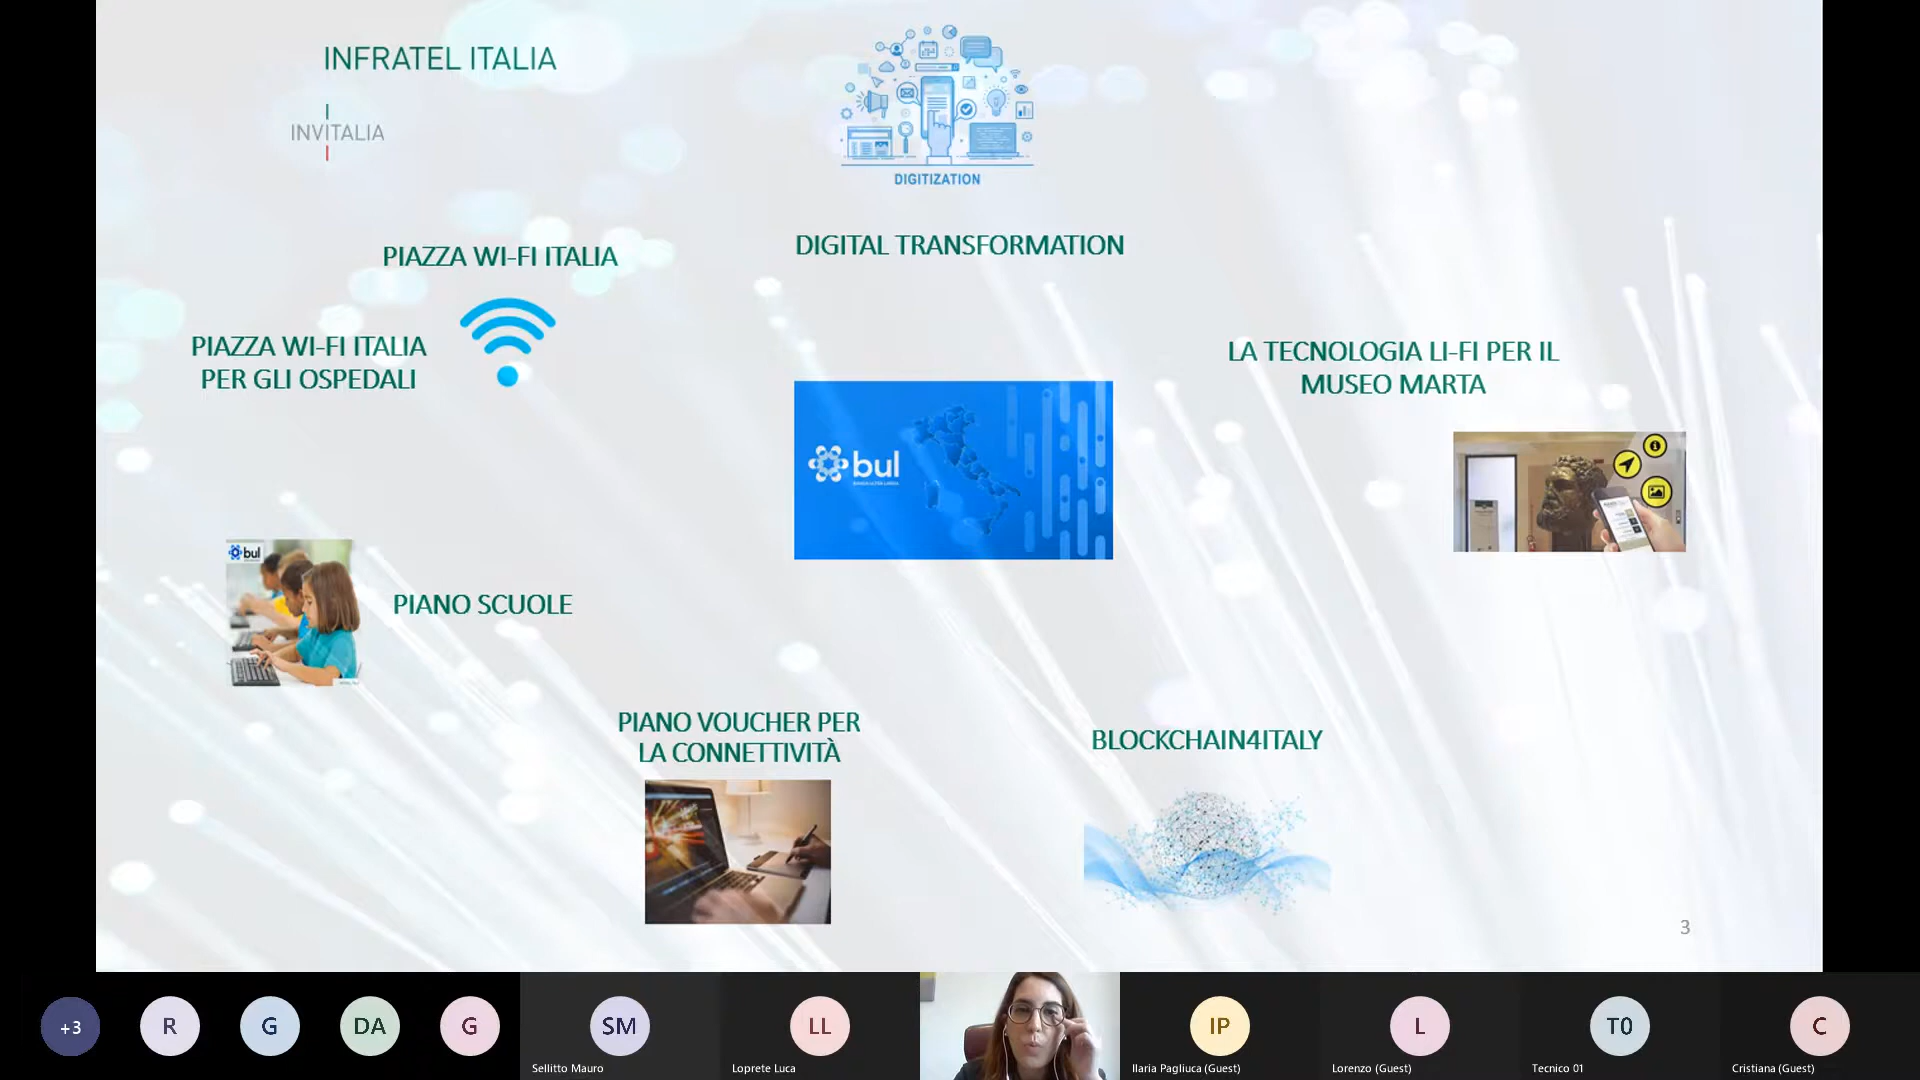 INFRATEL ITALIA
INVITALIA
DIGITIZATION
DIGITAL TRANSFORMATION
PIAZZA WI-FI ITALIA
PIAZZA WI-FI ITALIA
PER GLI OSPEDALI
LA TECNOLOGIA LI-FI PER IL
MUSEO MARTA
bul
bul
PIANO SCUOLE
PIANO VOUCHER PER
LA CONNETTIVITÀ
BLOCKCHAIN4ITALY
3
+3
R
G
DA
G
SM
Sellitto Mauro
LL
Loprete Luca
IP
Ilaria Pagliuca (Guest)
L
Lorenzo (Guest)
T0
Tecnico 01
C
Cristiana (Guest)